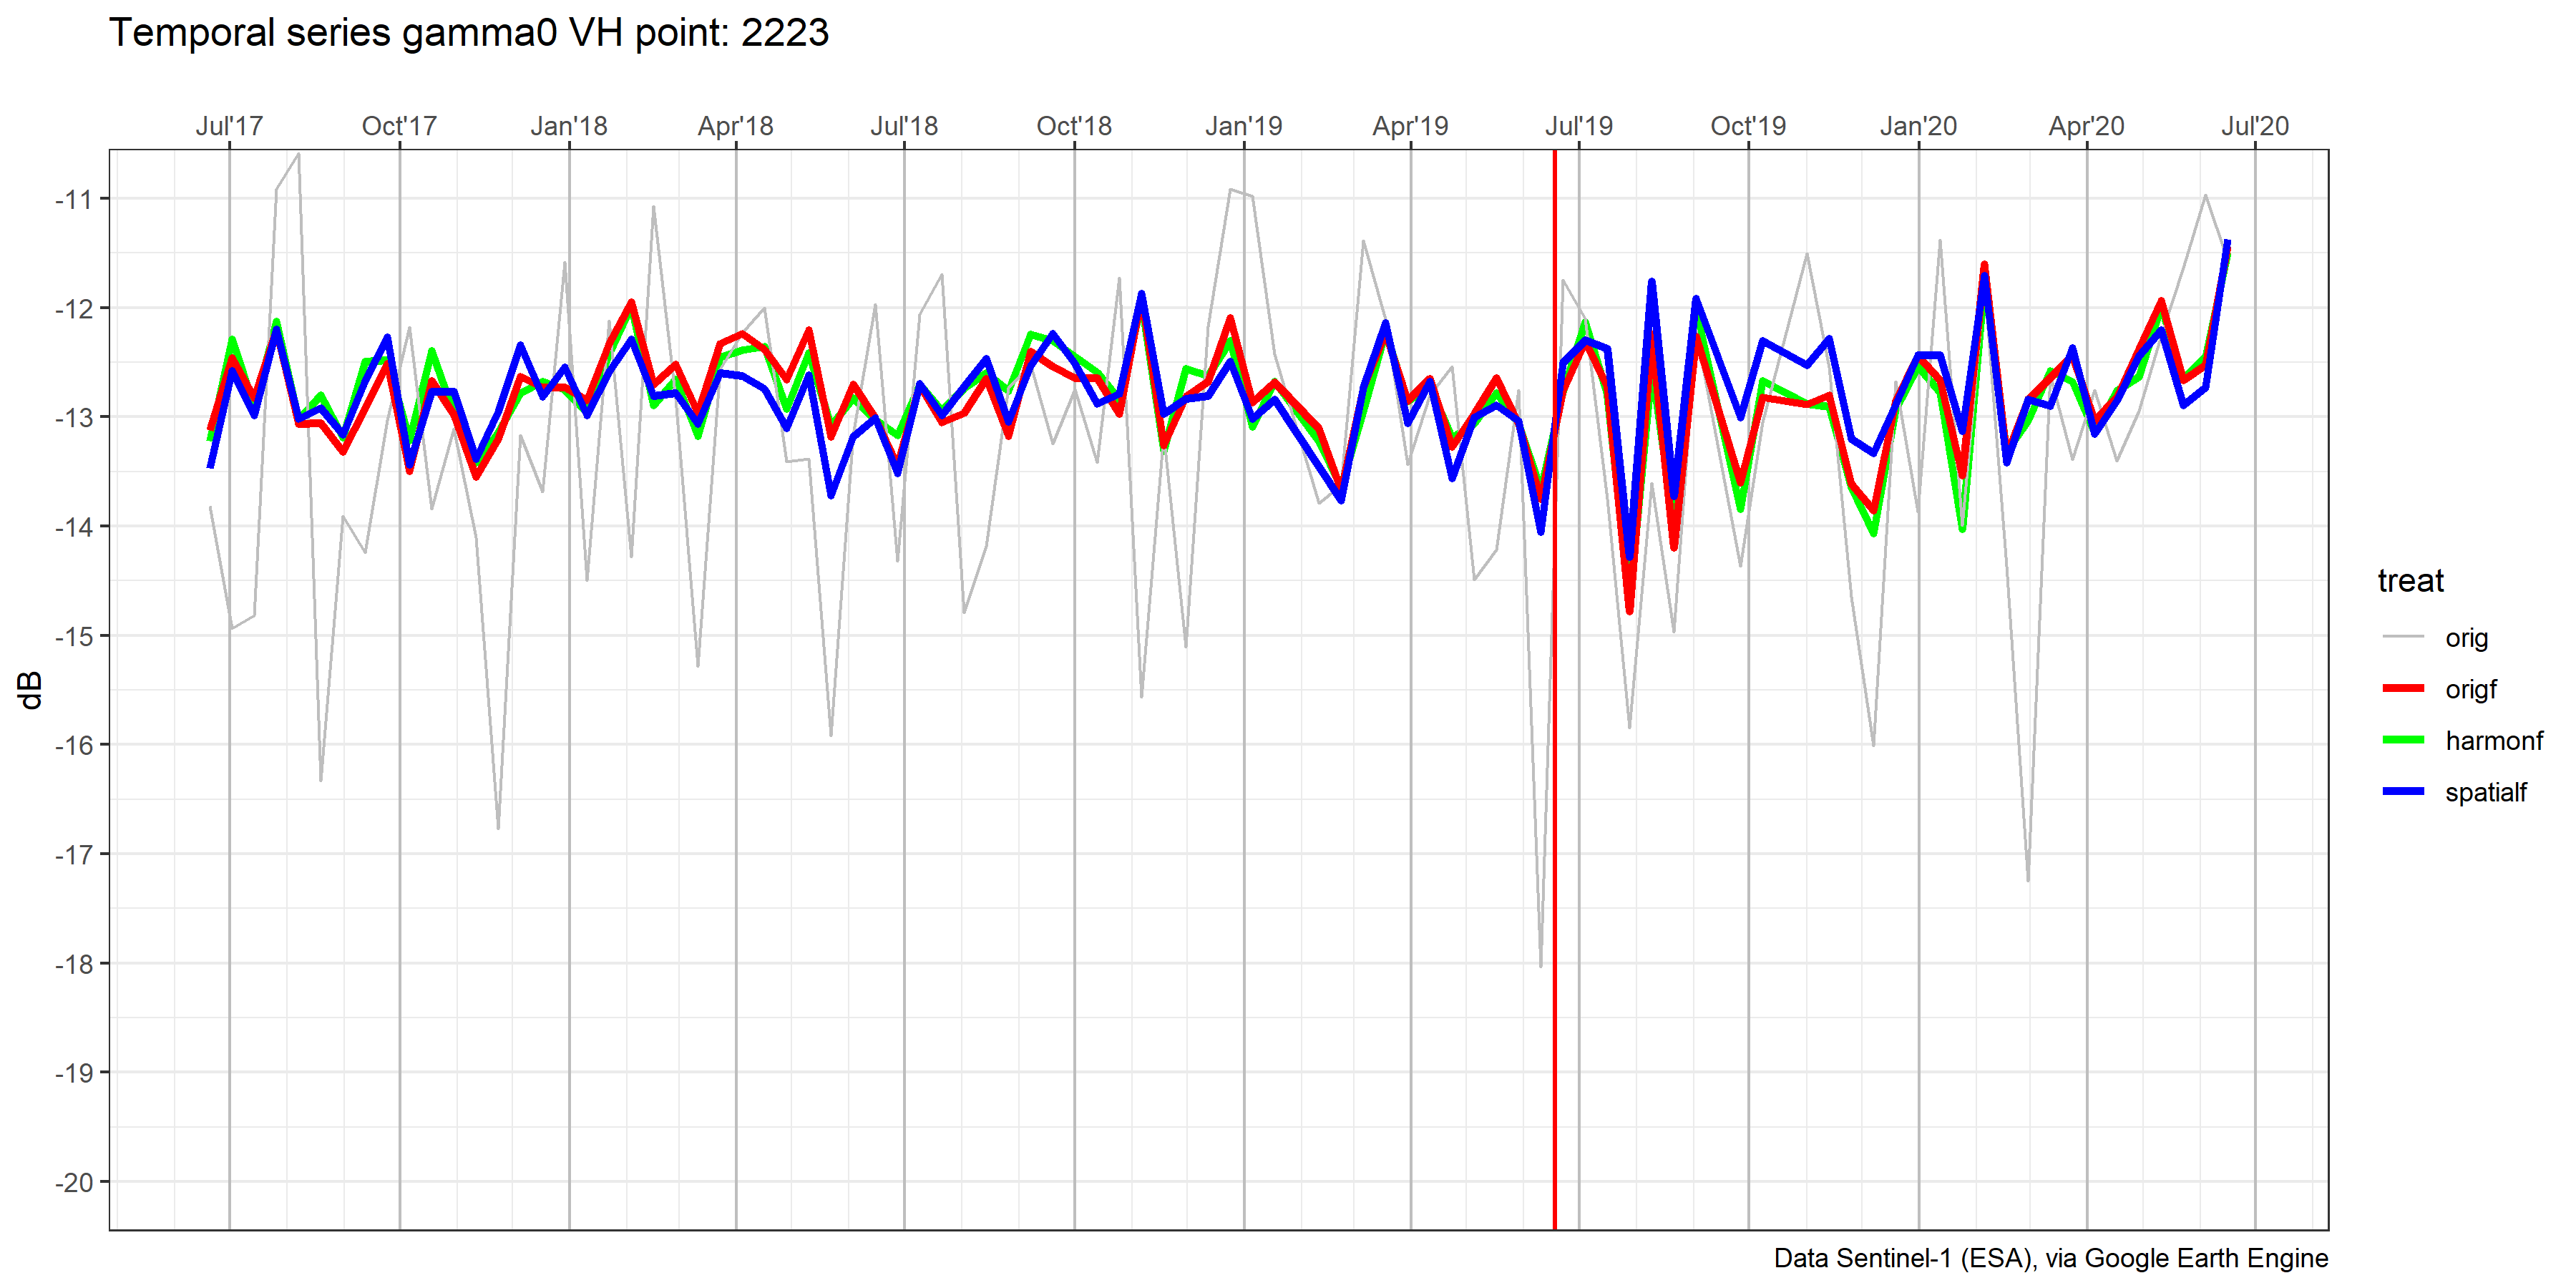 Temporal series gamma0 VH point: 2223
Jul'17 Oct'17 Jan'18 Apr'18 Jul'18 Oct'18 Jan'19 Apr'19 Jul'19 Oct'19 Jan'20 Apr'20 Jul'20
-11
-12
-13
-14
-15
-16
-17
-18
-19
-20
dB
treat
orig
origf
harmonf
spatialf
Data Sentinel-1 (ESA), via Google Earth Engine